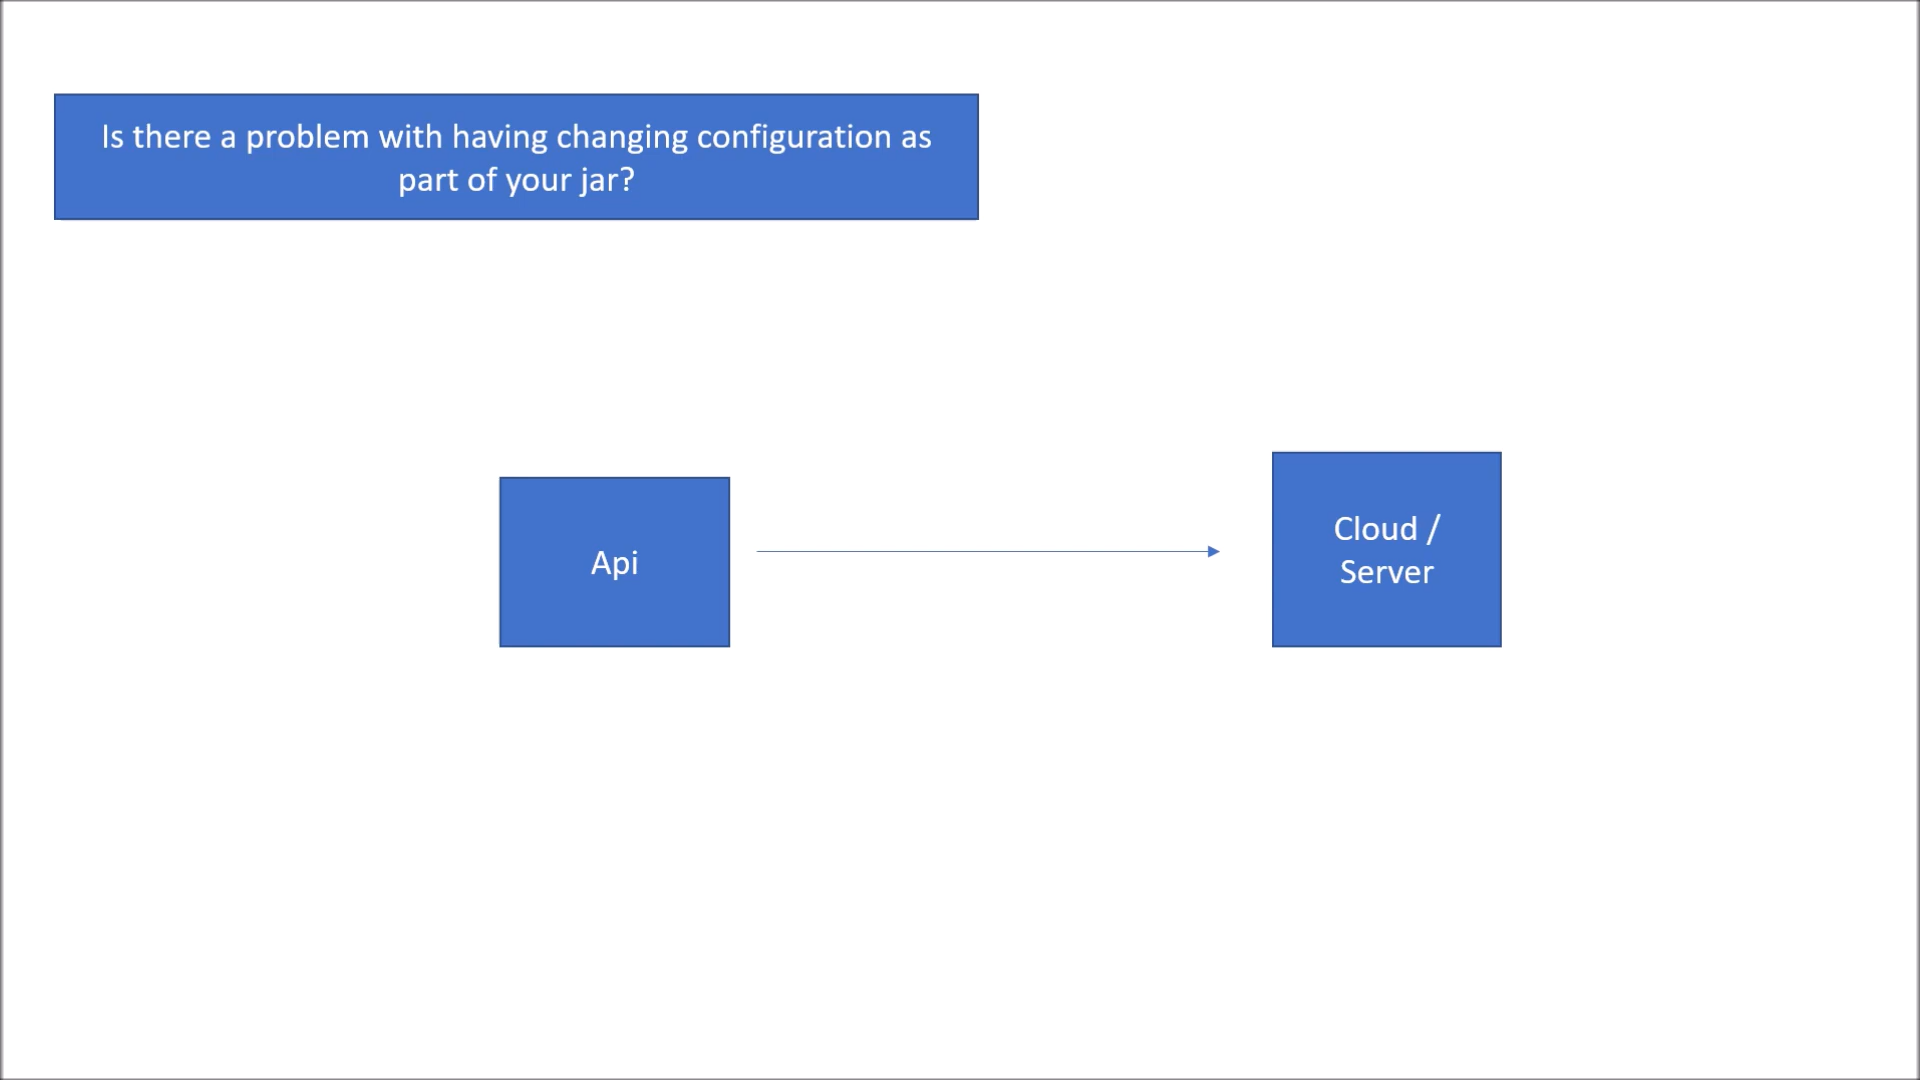 Is there a problem with having changing configuration as
part of your jar?
Api
Cloud /
Server